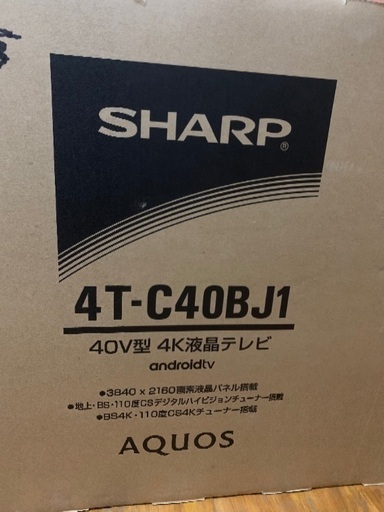 SHARP®
4T-C40BJ1
40V型 4K液晶テレビ
androidtv
●3840 x 2160画素液晶パネル搭載
●地上・BS・110度CSデジタルハイビジョンチューナー搭載
●BS4K・110度CS4Kチューナー搭載
AQUOS